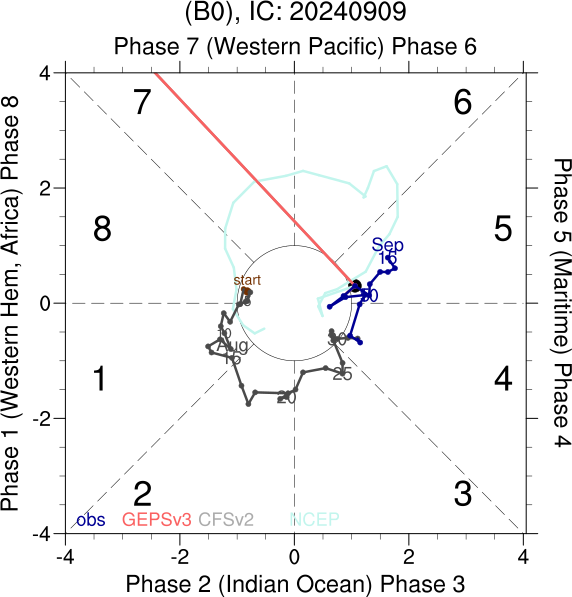 (B0), IC: 20240909
Phase 7 (Western Pacific) Phase 6
4
7
6
Phase 1 (Western Hem, Africa) Phase 8
Phase 5 (Maritime) Phase 4
2
8
5
Sep
16
start
0
Aug
10
15
1
4
25
20
-2
2
3
obs
GEPSv3
CFSv2
NCEP
-4
-4
-2
0
2
4
Phase 2 (Indian Ocean) Phase 3